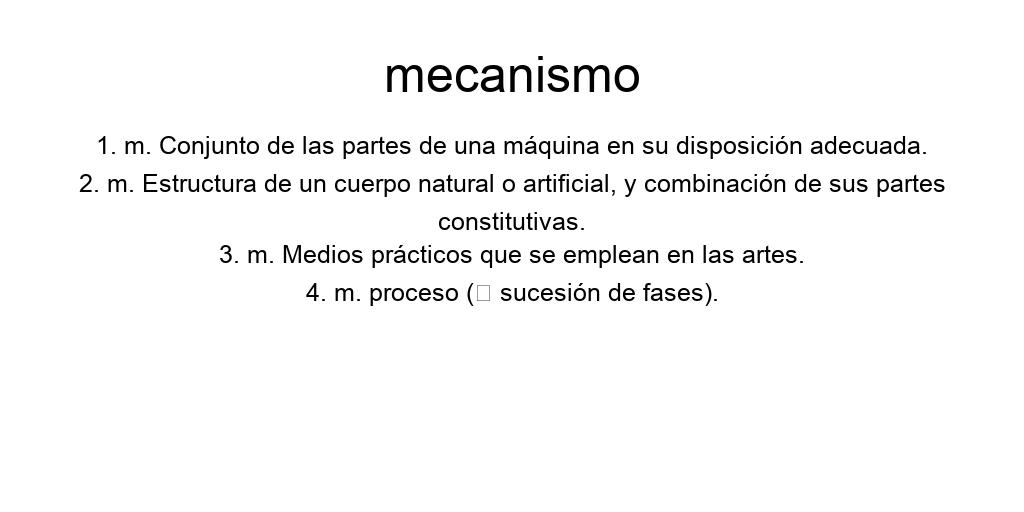 mecanismo
1. m. Conjunto de las partes de una máquina en su disposición adecuada.
2. m. Estructura de un cuerpo natural o artificial, y combinación de sus partes
constitutivas.
3. m. Medios prácticos que se emplean en las artes.
4. m. proceso (▯ sucesión de fases).